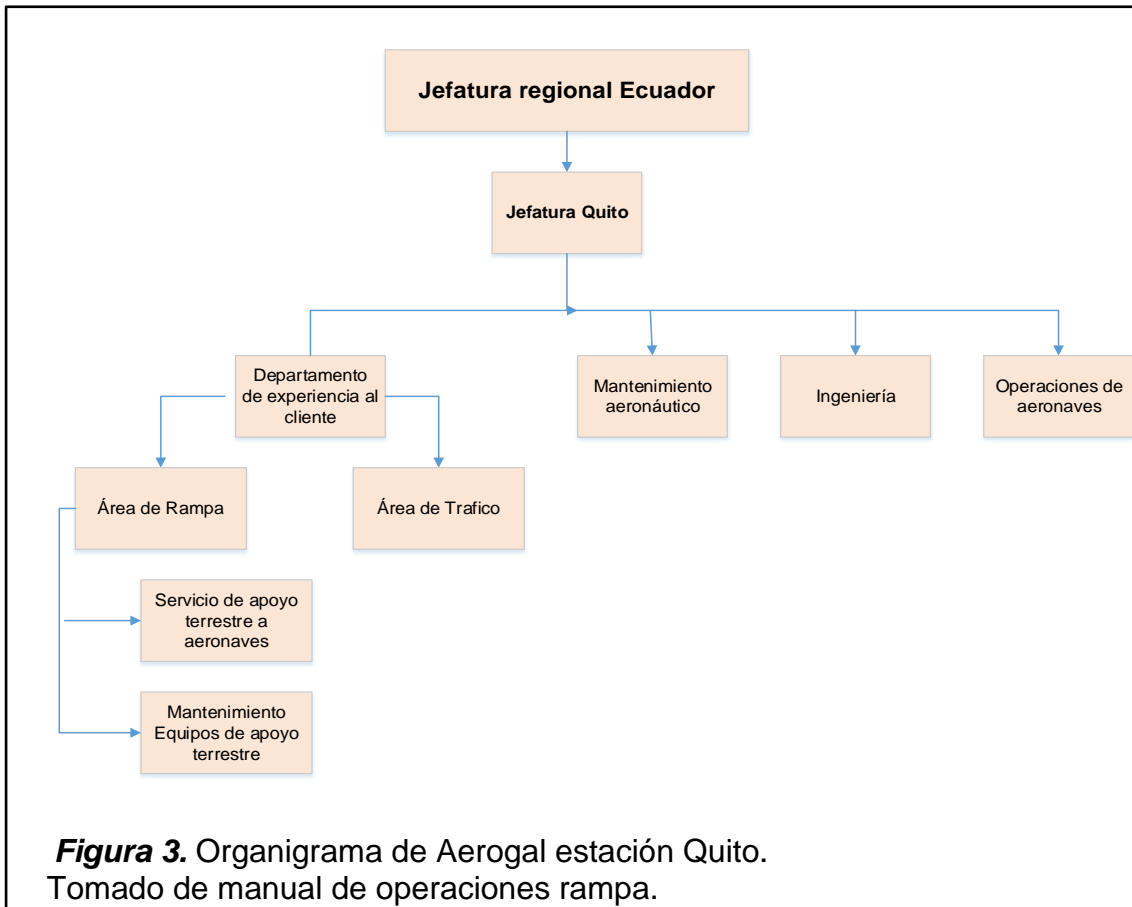 Jefatura regional Ecuador
Jefatura Quito
Departamento
de experiencia al
cliente
Mantenimiento
aeronáutico
Ingeniería
Operaciones de
aeronaves
Área de Rampa
Área de Trafico
Servicio de apoyo
terrestre a
aeronaves
Mantenimiento
Equipos de apoyo
terrestre
Figura 3. Organigrama de Aerogal estación Quito.
Tomado de manual de operaciones rampa.